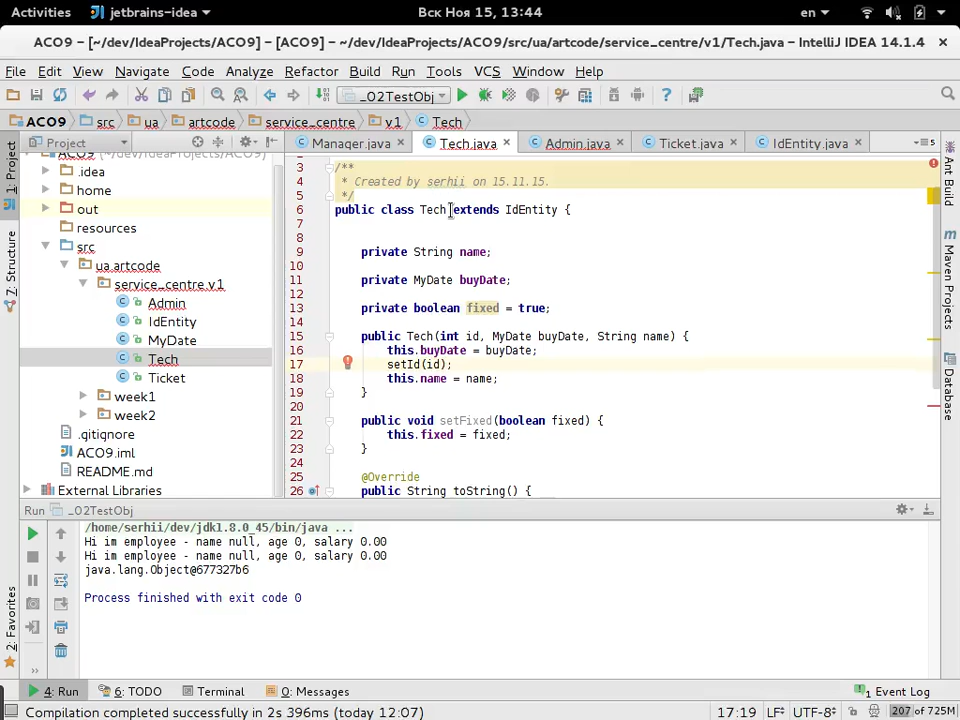 Activities jetbrains-idea Вск Ноя 15, 13:44 en
ACO9 – [~/dev/IdeaProjects/ACO9] – [ACO9] – ~/dev/IdeaProjects/ACO9/src/ua/artcode/service_centre/v1/Tech.java – IntelliJ IDEA 14.1.4
File Edit View Navigate Code Analyze Refactor Build Run Tools VCS Window Help
_02TestObj
ACO9 src ua artcode service_centre v1 Tech
Project
Manager.java Tech.java Admin.java Ticket.java IdEntity.java
1: Project
Z: Structure
2: Favorites
ACO9
.idea
home
out
resources
src
ua.artcode
service_centre.v1
Admin
IdEntity
MyDate
Tech
Ticket
week1
week2
.gitignore
ACO9.iml
README.md
External Libraries
3 /**
4 * Created by serhii on 15.11.15.
5 */
6 public class Tech extends IdEntity {
7
8
9 private String name;
10
11 private MyDate buyDate;
12
13 private boolean fixed = true;
14
15 public Tech(int id, MyDate buyDate, String name) {
16 this.buyDate = buyDate;
17 setId(id);
18 this.name = name;
19 }
20
21 public void setFixed(boolean fixed) {
22 this.fixed = fixed;
23 }
24
25 @Override
26 public String toString() {
Ant Build
Maven Projects
Database
Run _02TestObj
/home/serhii/dev/jdk1.8.0_45/bin/java ...
Hi im employee - name null, age 0, salary 0.00
Hi im employee - name null, age 0, salary 0.00
java.lang.Object@677327b6
Process finished with exit code 0
4: Run 6: TODO Terminal 0: Messages 1 Event Log
Compilation completed successfully in 2s 396ms (today 12:07) 17:19 LF UTF-8 207 of 725M